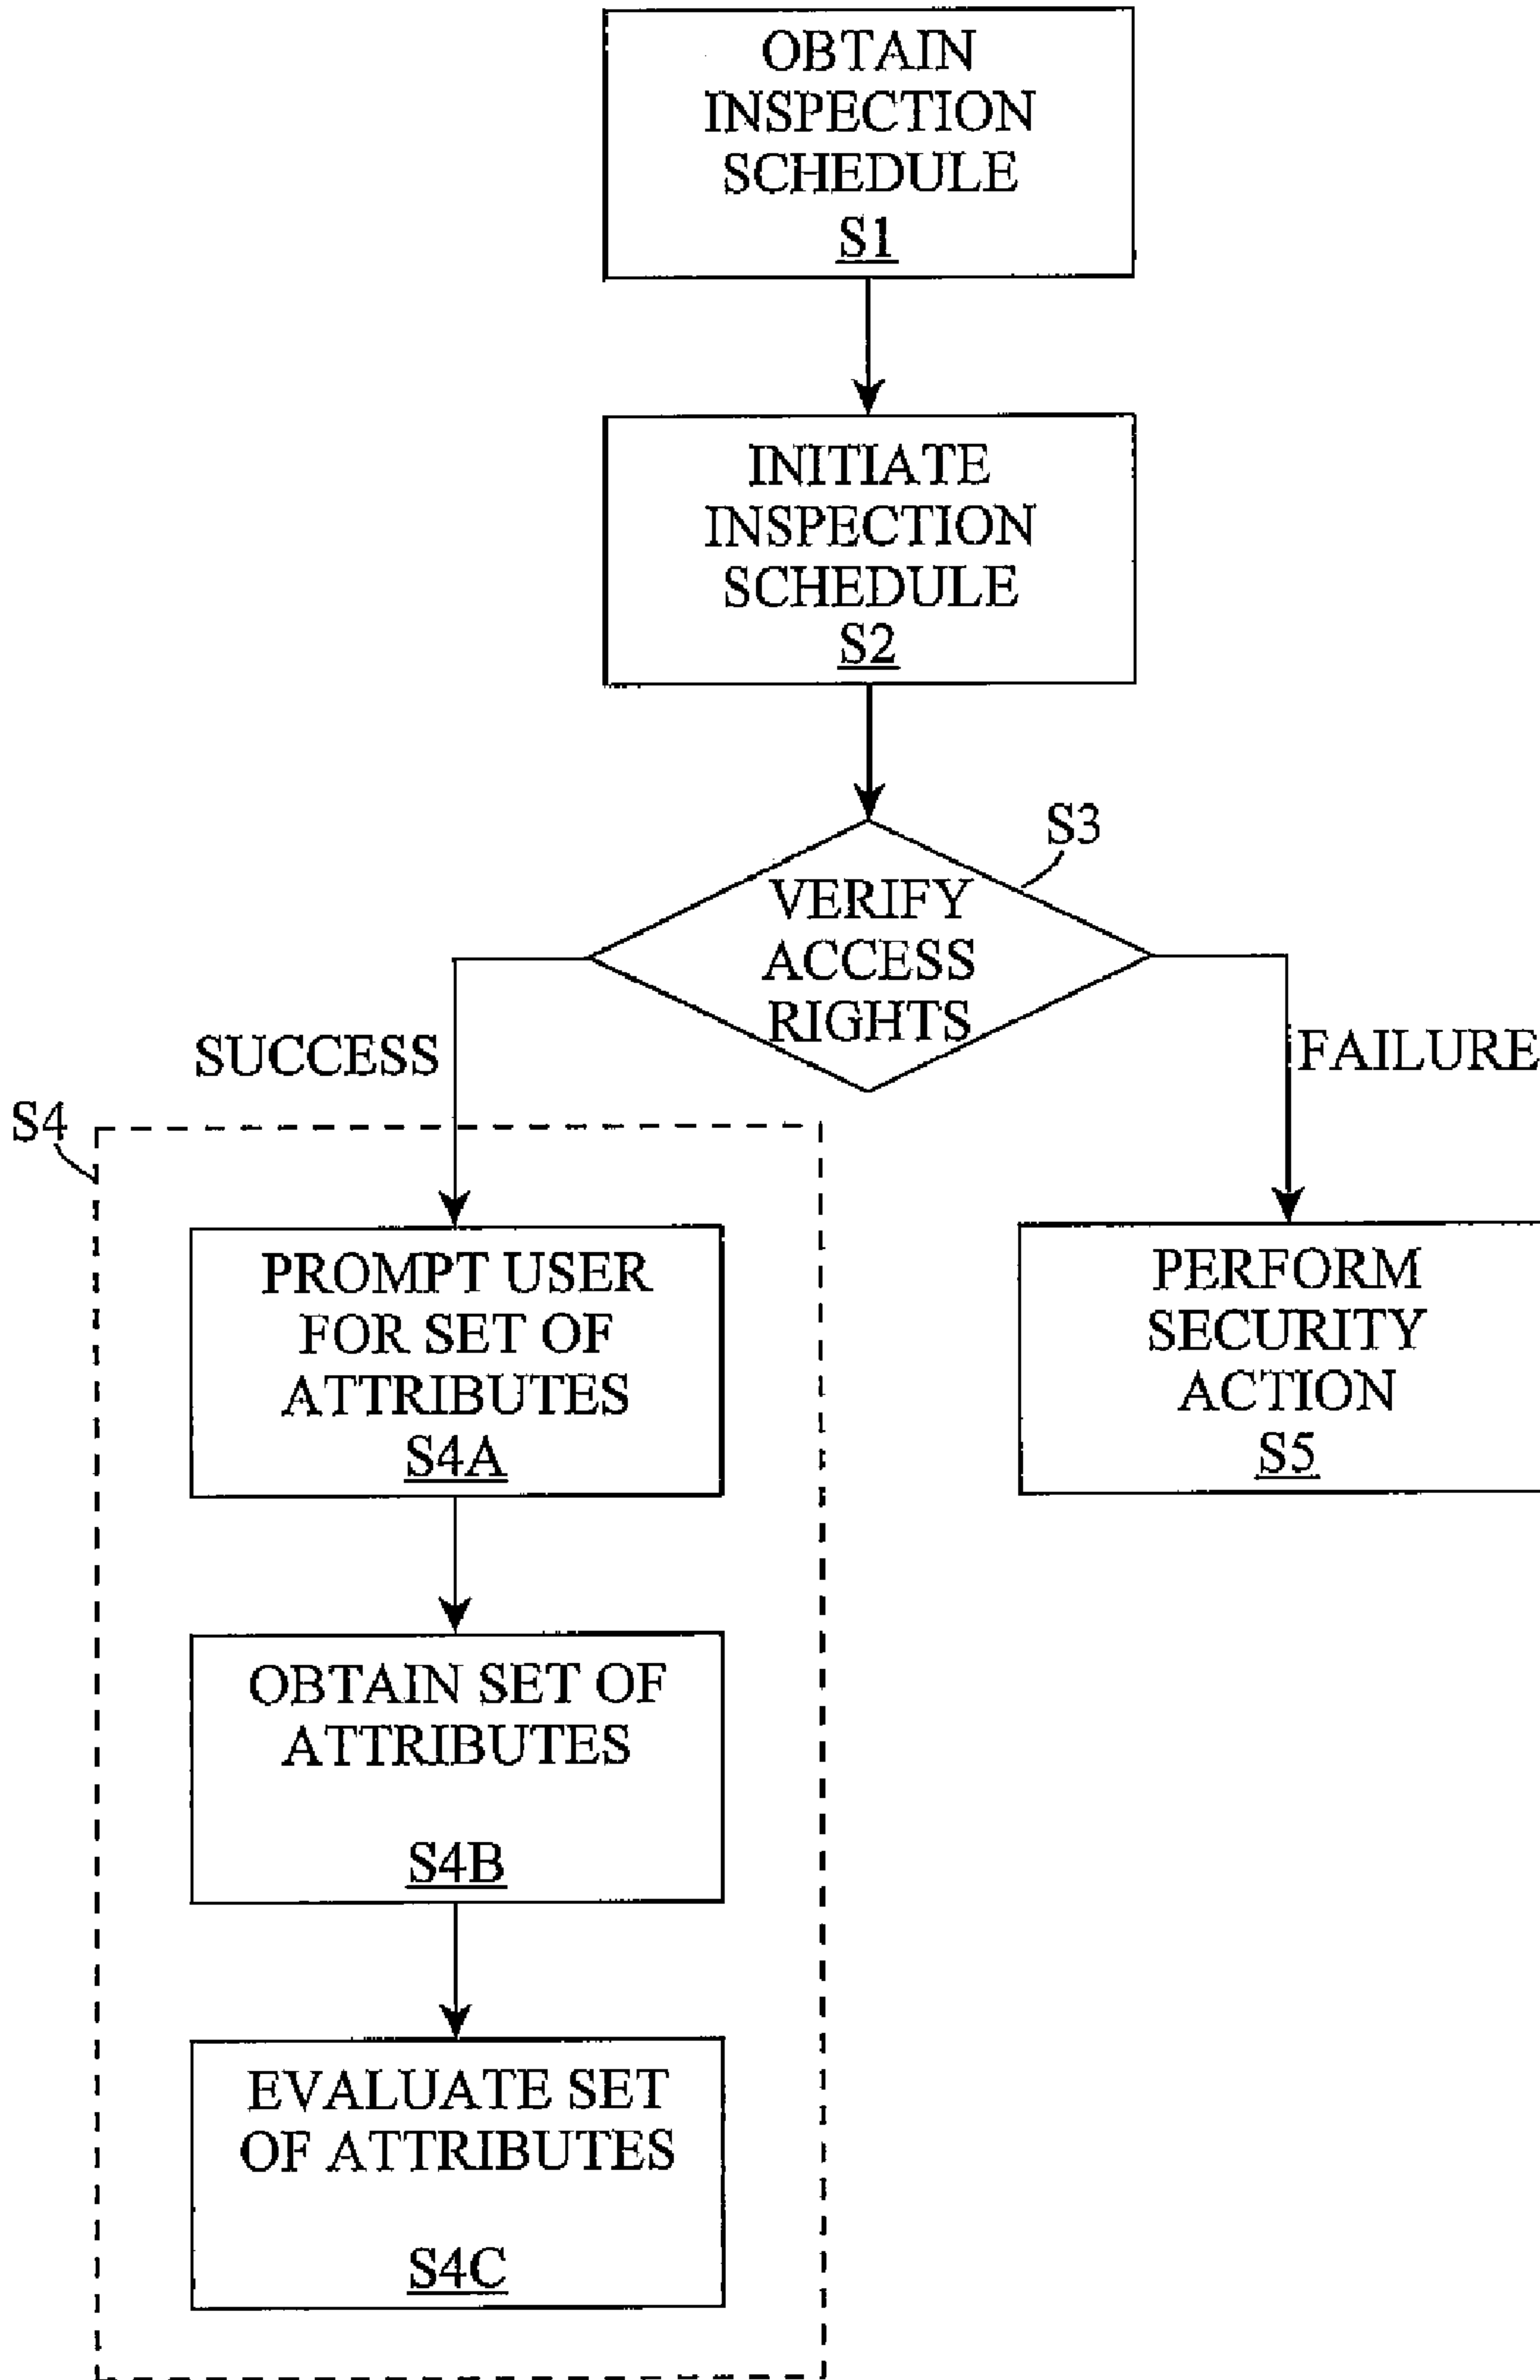 OBTAIN
INSPECTION
SCHEDULE
S1
INITIATE
INSPECTION
SCHEDULE
S2
S3
VERIFY
ACCESS
RIGHTS
SUCCESS
FAILURE
S4
PROMPT USER
FOR SET OF
ATTRIBUTES
S4A
PERFORM
SECURITY
ACTION
S5
OBTAIN SET OF
ATTRIBUTES
S4B
EVALUATE SET
OF ATTRIBUTES
S4C